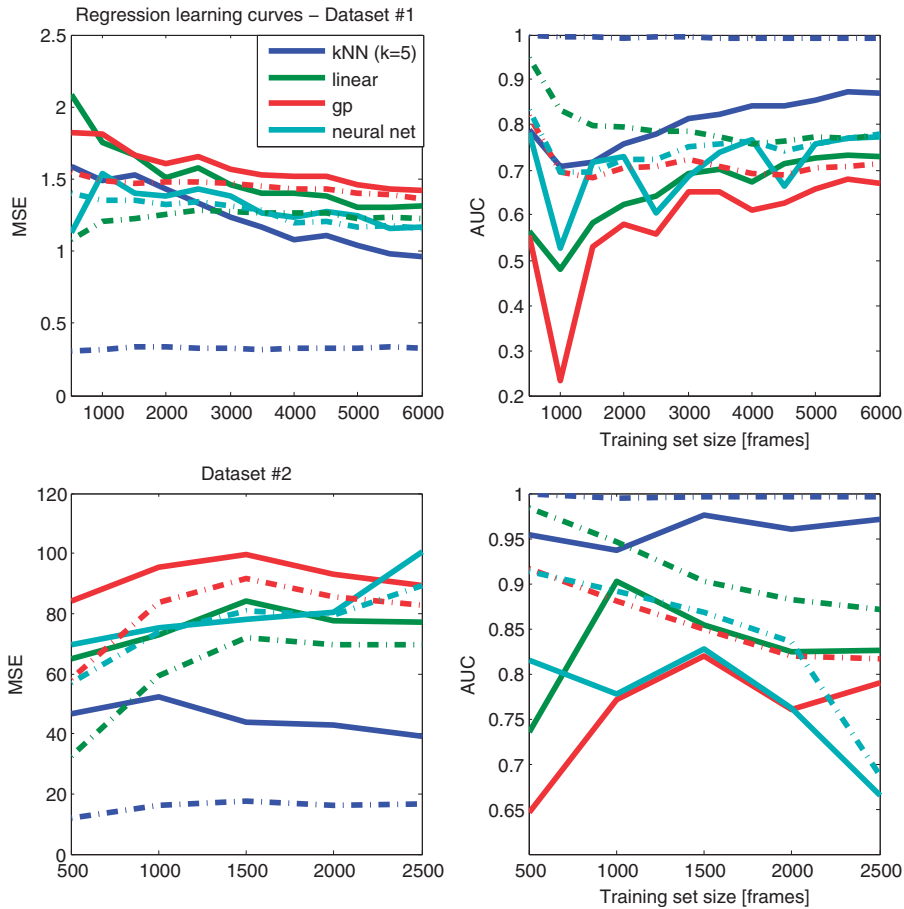 Regression learning curves – Dataset #1
2.5
2
1.5
1
0.5
0
MSE
1000 2000 3000 4000 5000 6000
kNN (k=5)
linear
gp
neural net
1
0.9
0.8
0.7
0.6
0.5
0.4
0.3
0.2
AUC
1000 2000 3000 4000 5000 6000
Training set size [frames]
Dataset #2
120
100
80
60
40
20
0
MSE
500 1000 1500 2000 2500
1
0.95
0.9
0.85
0.8
0.75
0.7
0.65
AUC
500 1000 1500 2000 2500
Training set size [frames]